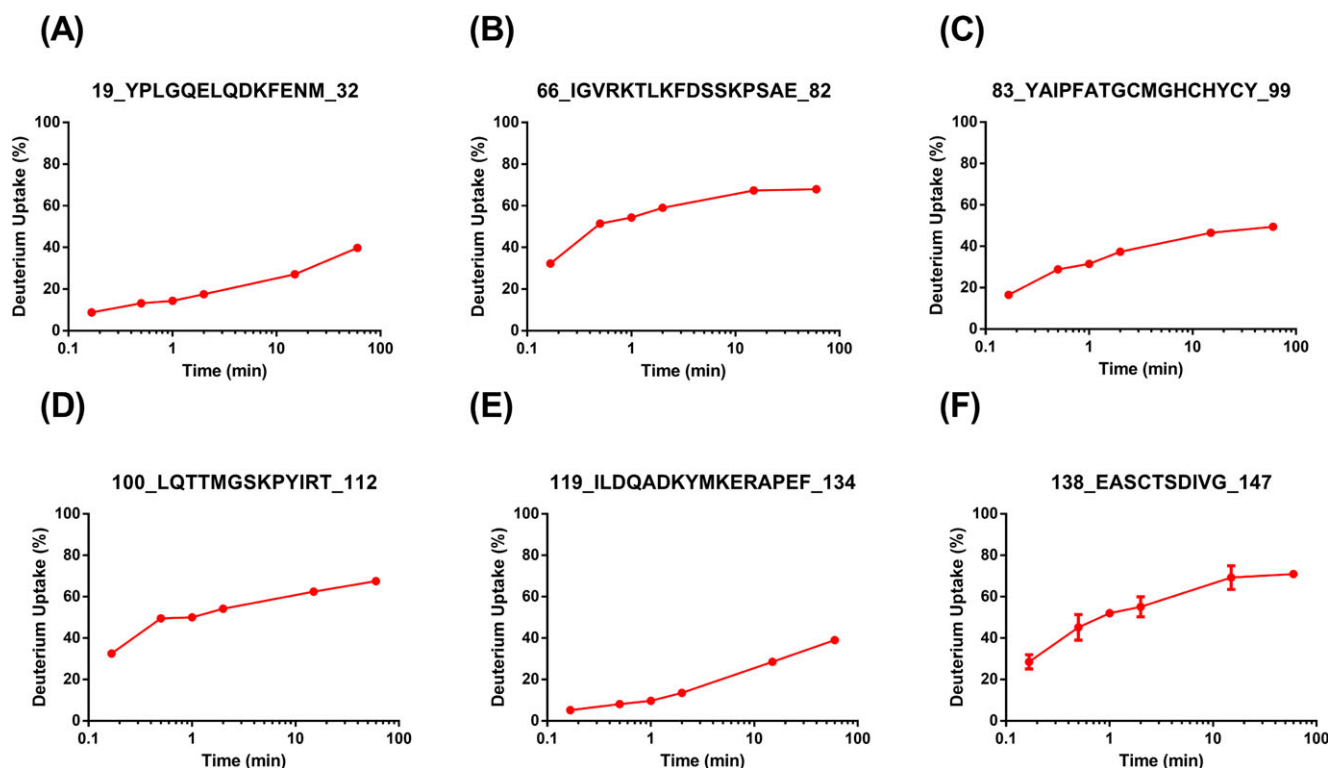 (A)
19_YPLGQELQDKFENM_32
Deuterium Uptake (%)
100
80
60
40
20
0
0.1
1
10
100
Time (min)
(B)
66_IGVRKTLKFDSSKPSAE_82
Deuterium Uptake (%)
100
80
60
40
20
0
0.1
1
10
100
Time (min)
(C)
83_YAIPFATGCMGHCHYCY_99
Deuterium Uptake (%)
100
80
60
40
20
0
0.1
1
10
100
Time (min)
(D)
100_LQTTMGSKPYIRT_112
Deuterium Uptake (%)
100
80
60
40
20
0
0.1
1
10
100
Time (min)
(E)
119_ILDQADKYMKERAPEF_134
Deuterium Uptake (%)
100
80
60
40
20
0
0.1
1
10
100
Time (min)
(F)
138_EASCTSDIVG_147
Deuterium Uptake (%)
100
80
60
40
20
0
0.1
1
10
100
Time (min)